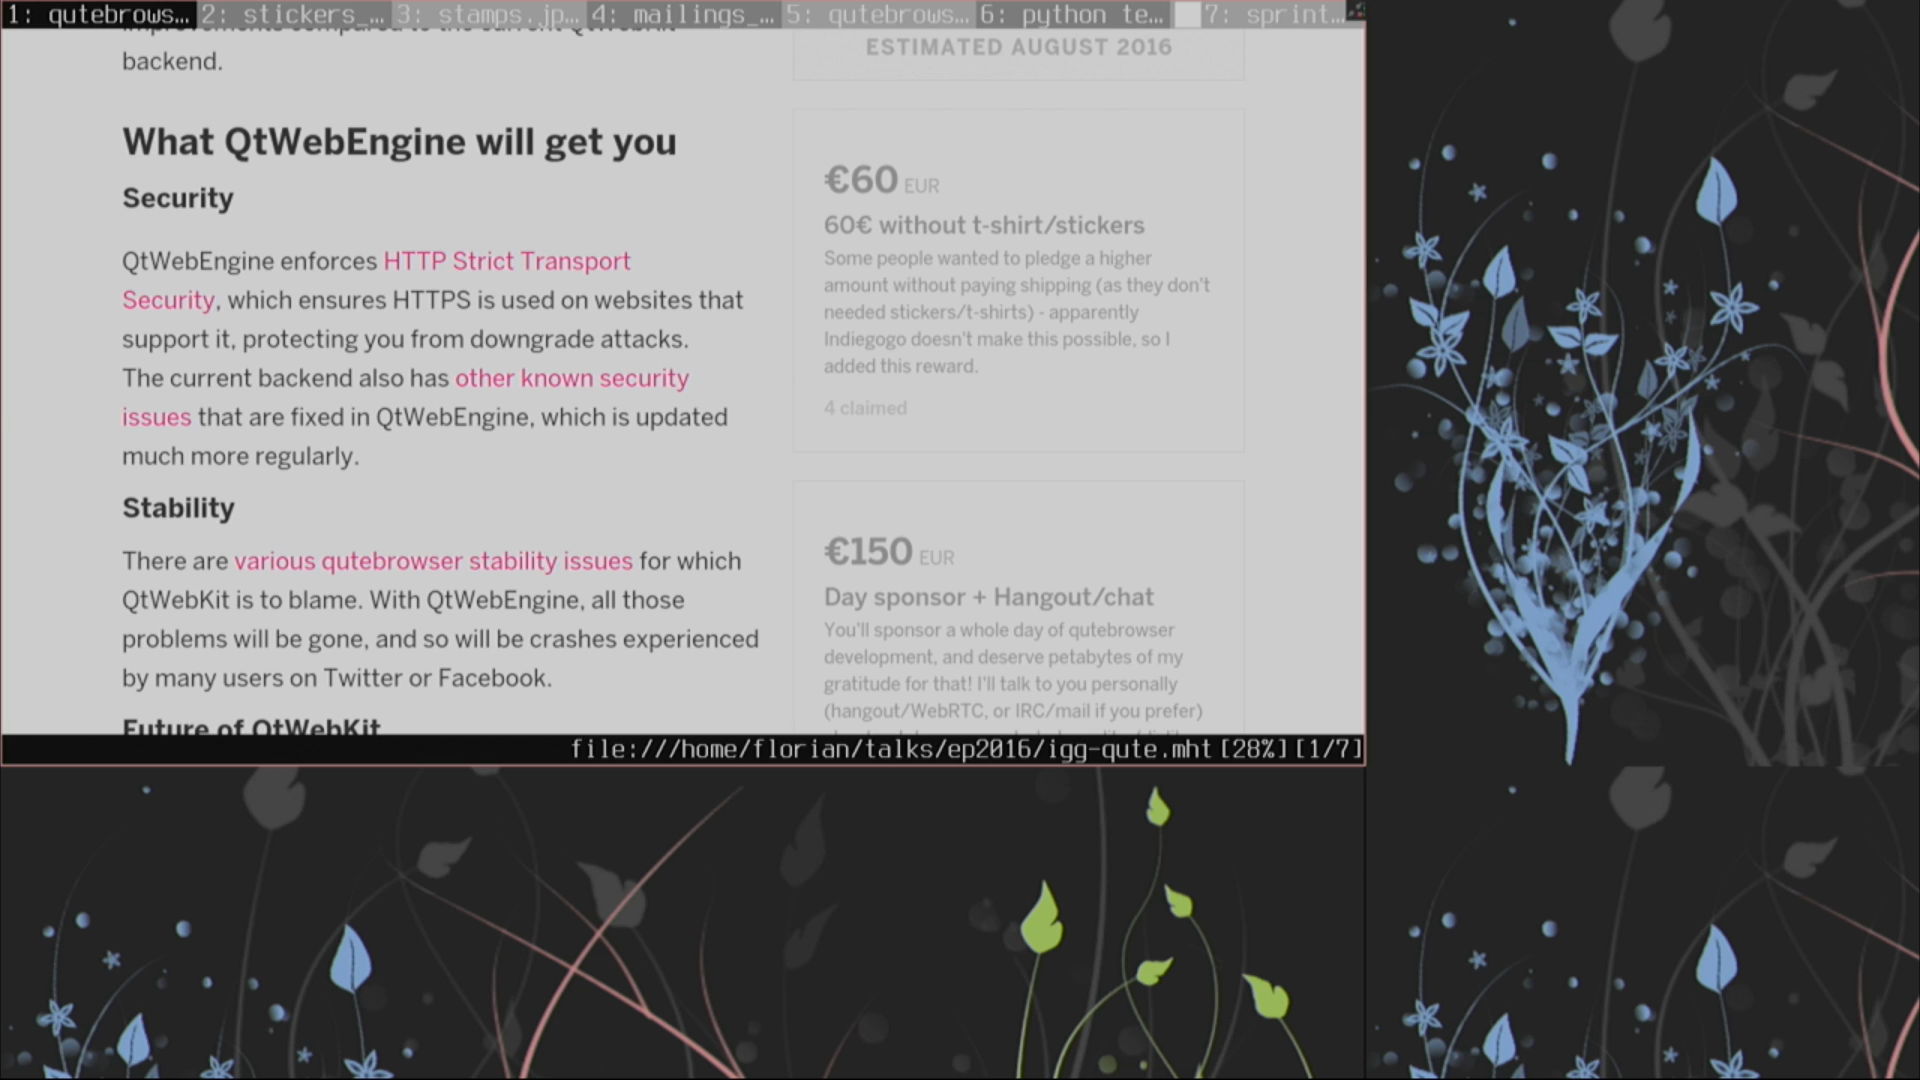 1: qutebrows… 2: stickers_… 3: stamps.jp… 4: mailings_… 5: qutebrows… 6: python te… 7: sprint…
improvements compared to the current QtWebKit
backend.
What QtWebEngine will get you
Security
QtWebEngine enforces HTTP Strict Transport
Security, which ensures HTTPS is used on websites that
support it, protecting you from downgrade attacks.
The current backend also has other known security
issues that are fixed in QtWebEngine, which is updated
much more regularly.
Stability
There are various qutebrowser stability issues for which
QtWebKit is to blame. With QtWebEngine, all those
problems will be gone, and so will be crashes experienced
by many users on Twitter or Facebook.
Future of QtWebKit
ESTIMATED AUGUST 2016
€60 EUR
60€ without t-shirt/stickers
Some people wanted to pledge a higher
amount without paying shipping (as they don't
needed stickers/t-shirts) - apparently
Indiegogo doesn't make this possible, so I
added this reward.
4 claimed
€150 EUR
Day sponsor + Hangout/chat
You'll sponsor a whole day of qutebrowser
development, and deserve petabytes of my
gratitude for that! I'll talk to you personally
(hangout/WebRTC, or IRC/mail if you prefer)
file:///home/florian/talks/ep2016/igg-qute.mht [28%] [1/7]